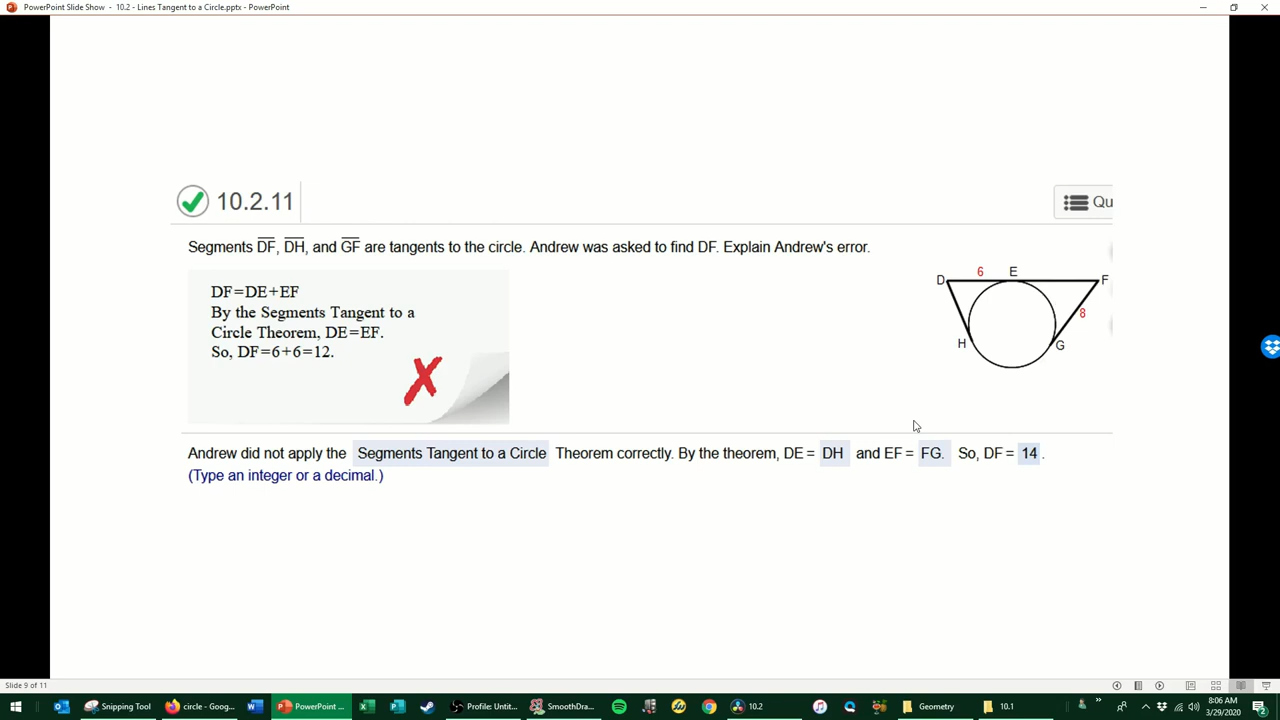 PowerPoint Slide Show - 10.2 - Lines Tangent to a Circle.pptx - PowerPoint
10.2.11
Qu
Segments DF, DH, and GF are tangents to the circle. Andrew was asked to find DF. Explain Andrew's error.
DF=DE+EF
By the Segments Tangent to a
Circle Theorem, DE=EF.
So, DF=6+6=12.
D 6 E F
8
H G
Andrew did not apply the Segments Tangent to a Circle Theorem correctly. By the theorem, DE = DH and EF = FG. So, DF = 14.
(Type an integer or a decimal.)
Slide 9 of 11
Snipping Tool
circle - Goog...
PowerPoint ...
Profile: Untit...
SmoothDra...
10.2
Geometry
10.1
8:06 AM
3/29/2020
2